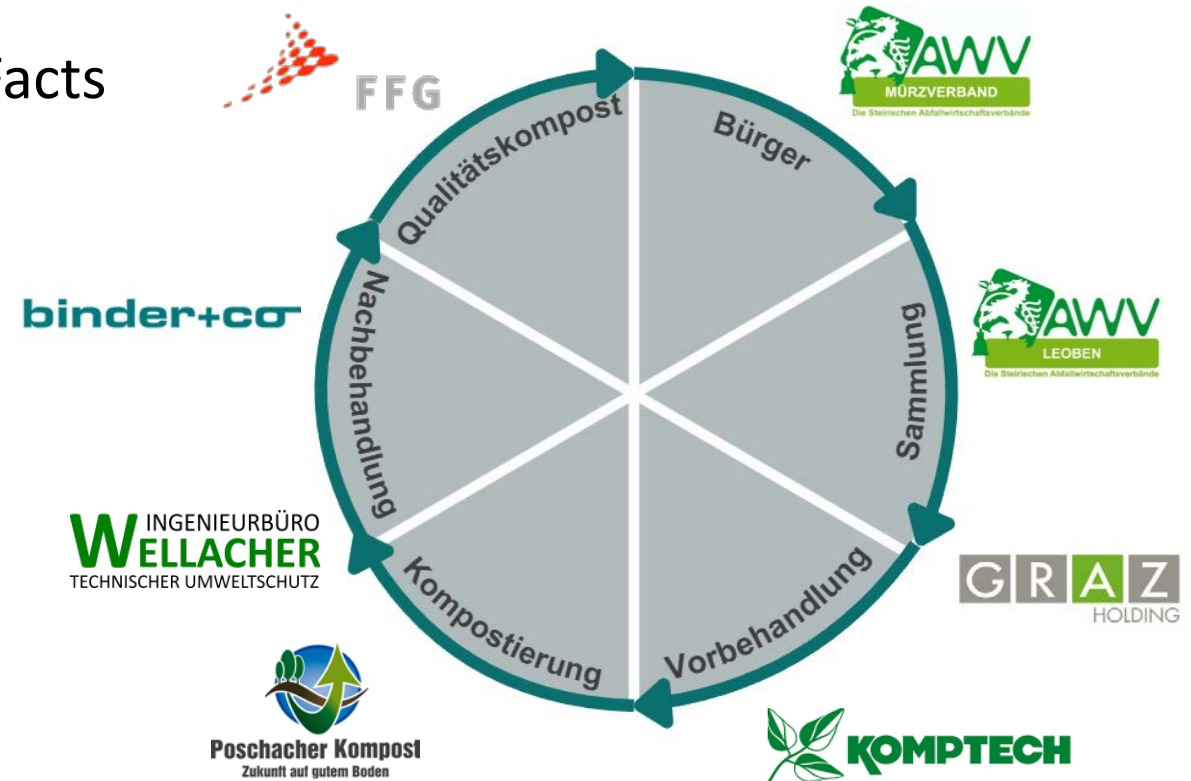 acts
FFG
AWV
MÜRZVERBAND
Die Steirischen Abfallwirtschaftsverbände
Qualitätskompost
Bürger
AWV
LEOBEN
Die Steirischen Abfallwirtschaftsverbände
binder+co
Nachbehandlung
Sammlung
INGENIEURBÜRO
WELLACHER
TECHNISCHER UMWELTSCHUTZ
Kompostierung
Vorbehandlung
GRAZ
HOLDING
Poschacher Kompost
Zukunft auf gutem Boden
KOMPTECH